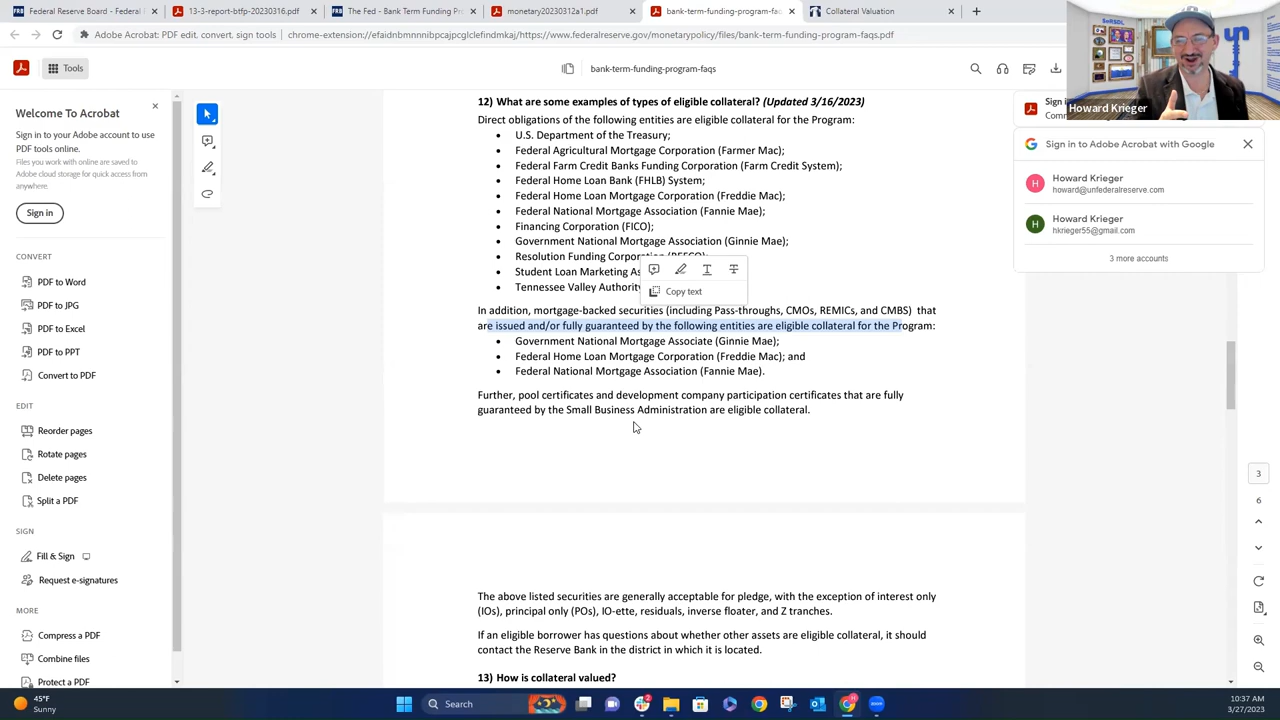 Federal Reserve Board - Federal
13-3-report-btfp-20230316.pdf
The Fed - Bank Term Funding Pro
monetary20230312a1.pdf
bank-term-funding-program-fa
Collateral Valuation
Adobe Acrobat: PDF edit, convert, sign tools
chrome-extension://efaidnbmnnnibpcajpcglclefindmkaj/https://www.federalreserve.gov/monetarypolicy/files/bank-term-funding-program-faqs.pdf
Tools
bank-term-funding-program-faqs
Howard Krieger
Welcome To Acrobat
Sign in to your Adobe account to use
PDF tools online.
Files you work with online are saved to
Adobe cloud storage for quick access from
anywhere.
Sign in
CONVERT
PDF to Word
PDF to JPG
PDF to Excel
PDF to PPT
Convert to PDF
EDIT
Reorder pages
Rotate pages
Delete pages
Split a PDF
SIGN
Fill & Sign
Request e-signatures
MORE
Compress a PDF
Combine files
Protect a PDF
12) What are some examples of types of eligible collateral? (Updated 3/16/2023)
Direct obligations of the following entities are eligible collateral for the Program:
• U.S. Department of the Treasury;
• Federal Agricultural Mortgage Corporation (Farmer Mac);
• Federal Farm Credit Banks Funding Corporation (Farm Credit System);
• Federal Home Loan Bank (FHLB) System;
• Federal Home Loan Mortgage Corporation (Freddie Mac);
• Federal National Mortgage Association (Fannie Mae);
• Financing Corporation (FICO);
• Government National Mortgage Association (Ginnie Mae);
• Resolution Funding Corpora
• Student Loan Marketing As
• Tennessee Valley Authority
Copy text
In addition, mortgage-backed securities (including Pass-throughs, CMOs, REMICs, and CMBS) that
are issued and/or fully guaranteed by the following entities are eligible collateral for the Program:
• Government National Mortgage Associate (Ginnie Mae);
• Federal Home Loan Mortgage Corporation (Freddie Mac); and
• Federal National Mortgage Association (Fannie Mae).
Further, pool certificates and development company participation certificates that are fully
guaranteed by the Small Business Administration are eligible collateral.
The above listed securities are generally acceptable for pledge, with the exception of interest only
(IOs), principal only (POs), IO-ette, residuals, inverse floater, and Z tranches.
If an eligible borrower has questions about whether other assets are eligible collateral, it should
contact the Reserve Bank in the district in which it is located.
13) How is collateral valued?
Sign i
Sign in to Adobe Acrobat with Google
H
Howard Krieger
howard@unfederalreserve.com
H
Howard Krieger
hkrieger55@gmail.com
3 more accounts
3
6
45°F
Sunny
Search
10:37 AM
3/27/2023